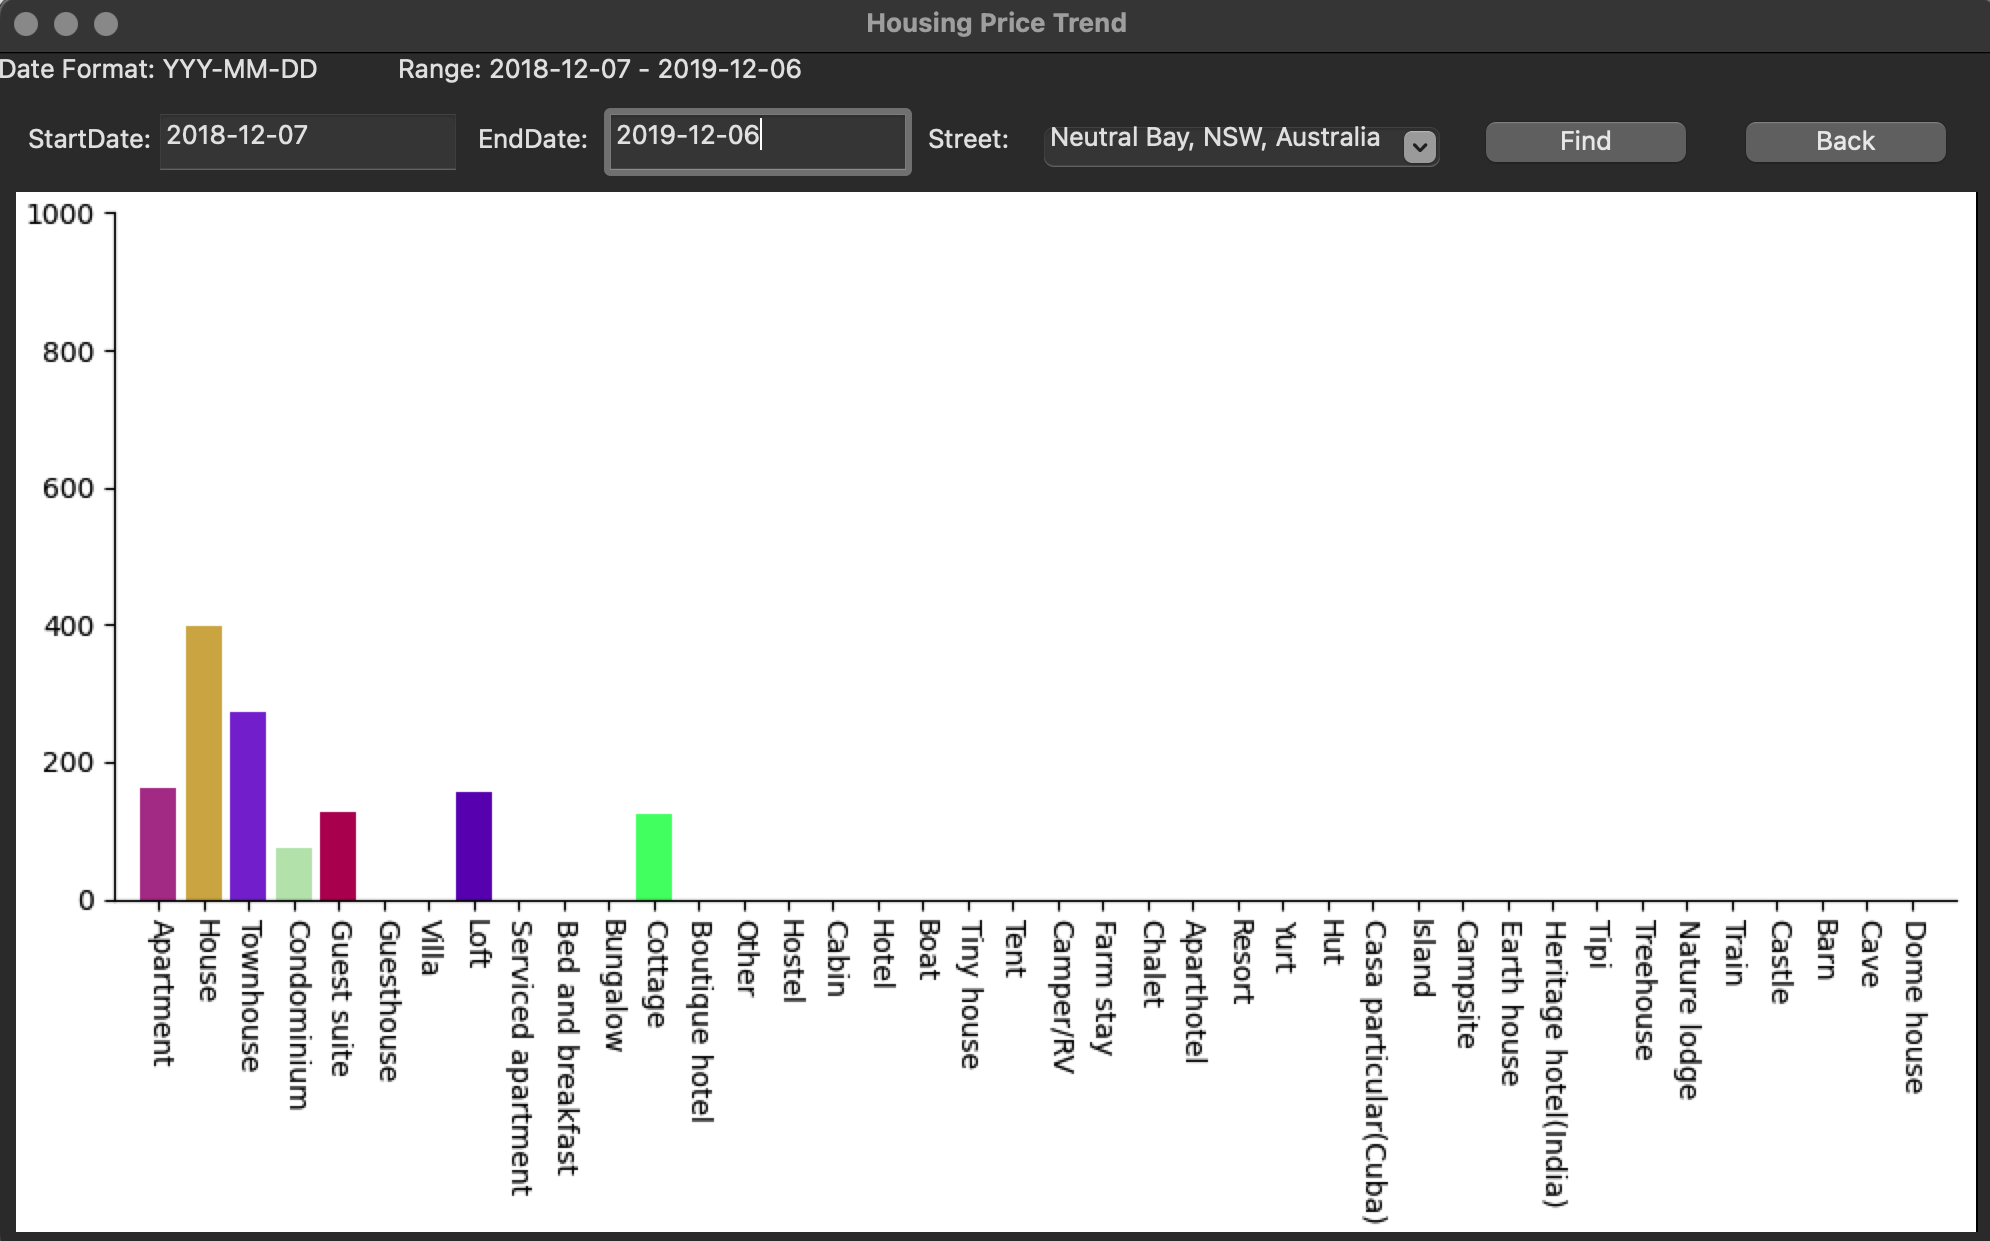 Housing Price Trend
Date Format: YYY-MM-DD Range: 2018-12-07 - 2019-12-06
StartDate: 2018-12-07 EndDate: 2019-12-06 Street: Neutral Bay, NSW, Australia Find Back
1000
800
600
400
200
0
Apartment
House
Townhouse
Condominium
Guest suite
Guesthouse
Villa
Loft
Serviced apartment
Bed and breakfast
Bungalow
Cottage
Boutique hotel
Other
Hostel
Cabin
Hotel
Boat
Tiny house
Tent
Camper/RV
Farm stay
Chalet
Aparthotel
Resort
Yurt
Hut
Casa particular(Cuba)
Island
Campsite
Earth house
Heritage hotel(India)
Tipi
Treehouse
Nature lodge
Train
Castle
Barn
Cave
Dome house